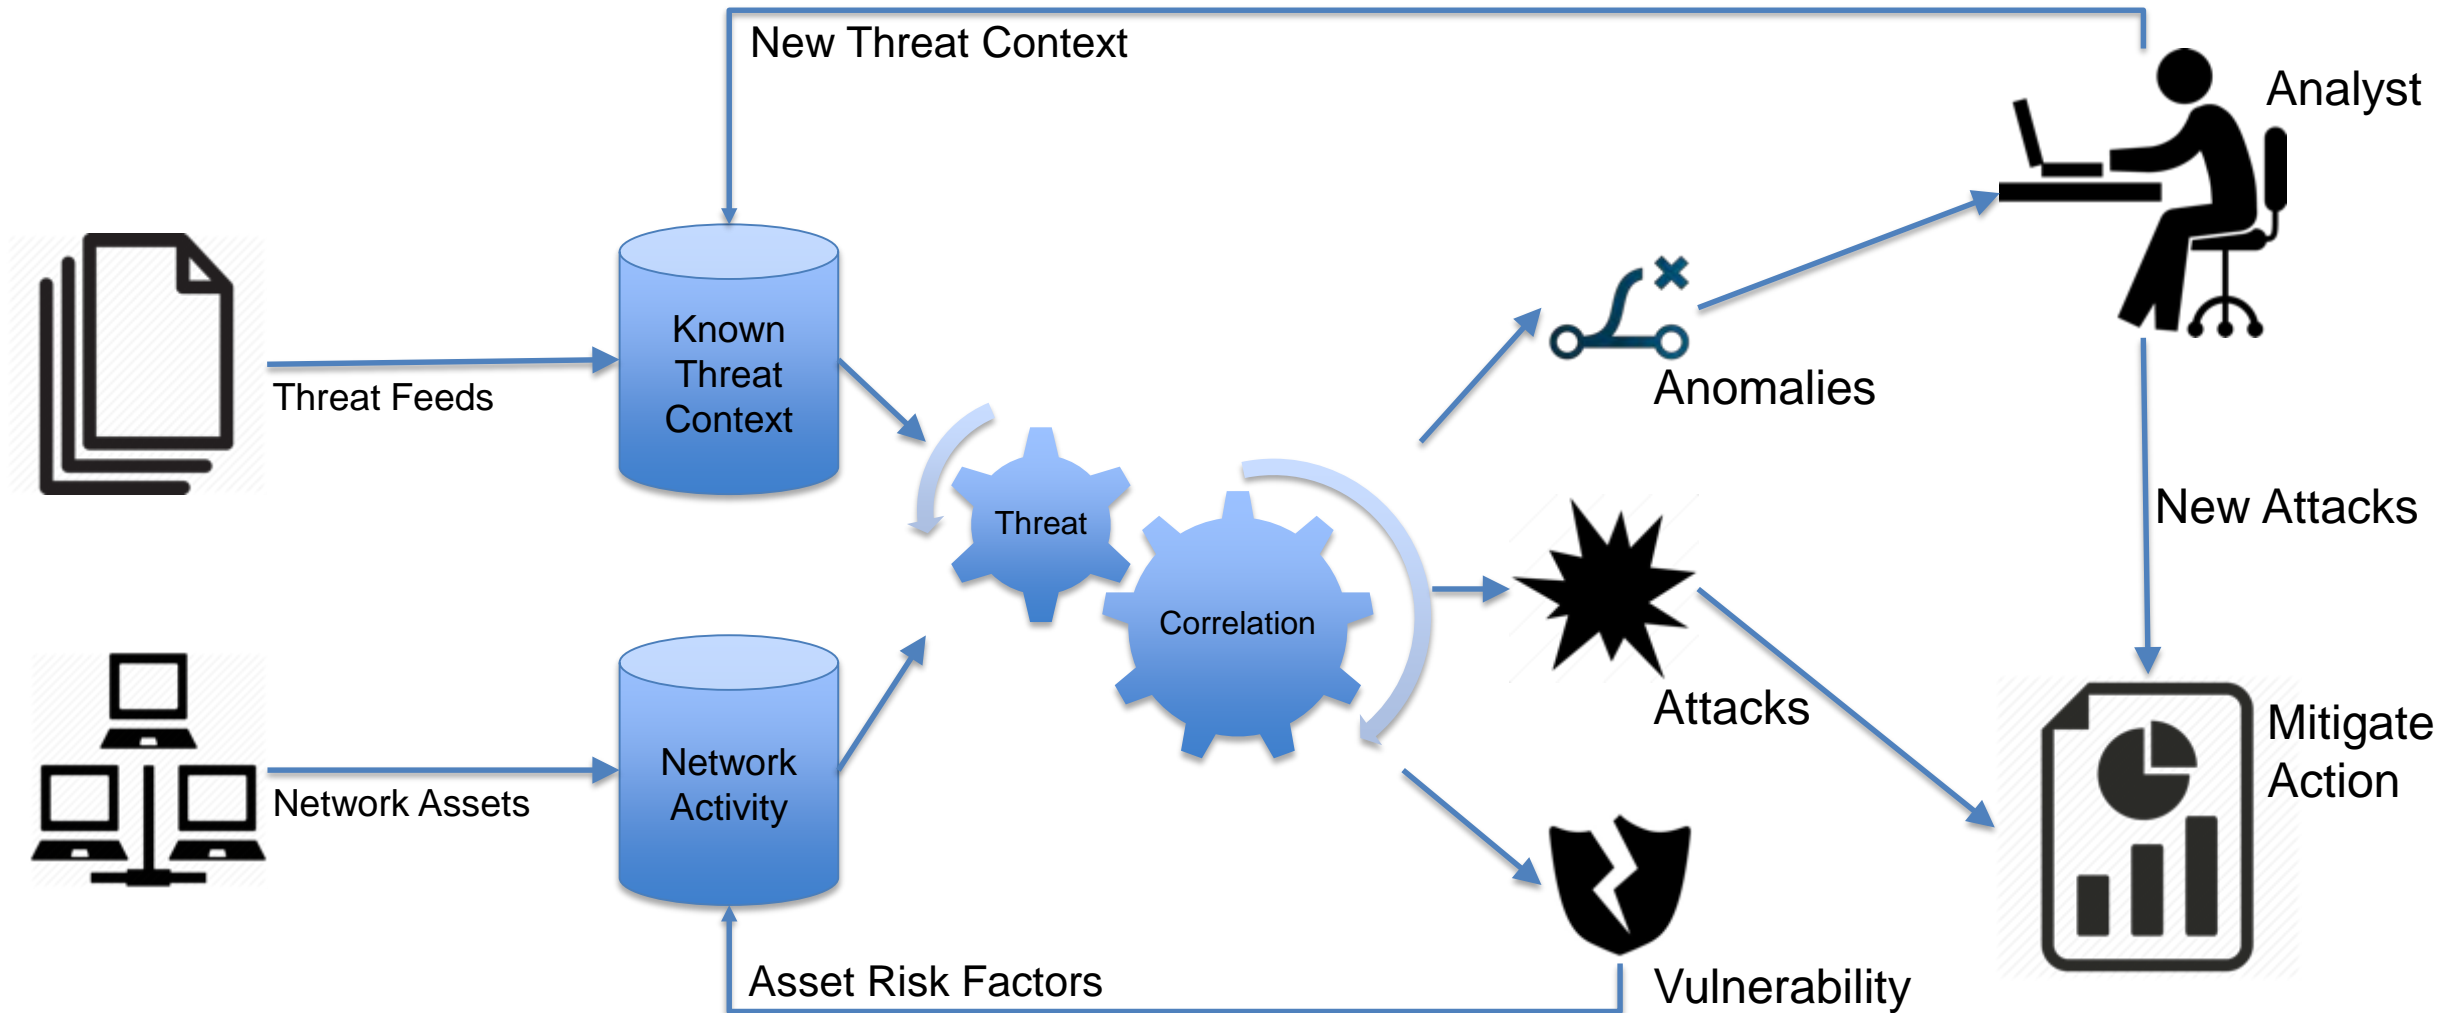 New Threat Context
Analyst
Known
Threat
Context
Threat Feeds
Anomalies
Threat
New Attacks
Correlation
Attacks
Mitigate
Action
Network
Activity
Network Assets
Asset Risk Factors
Vulnerability